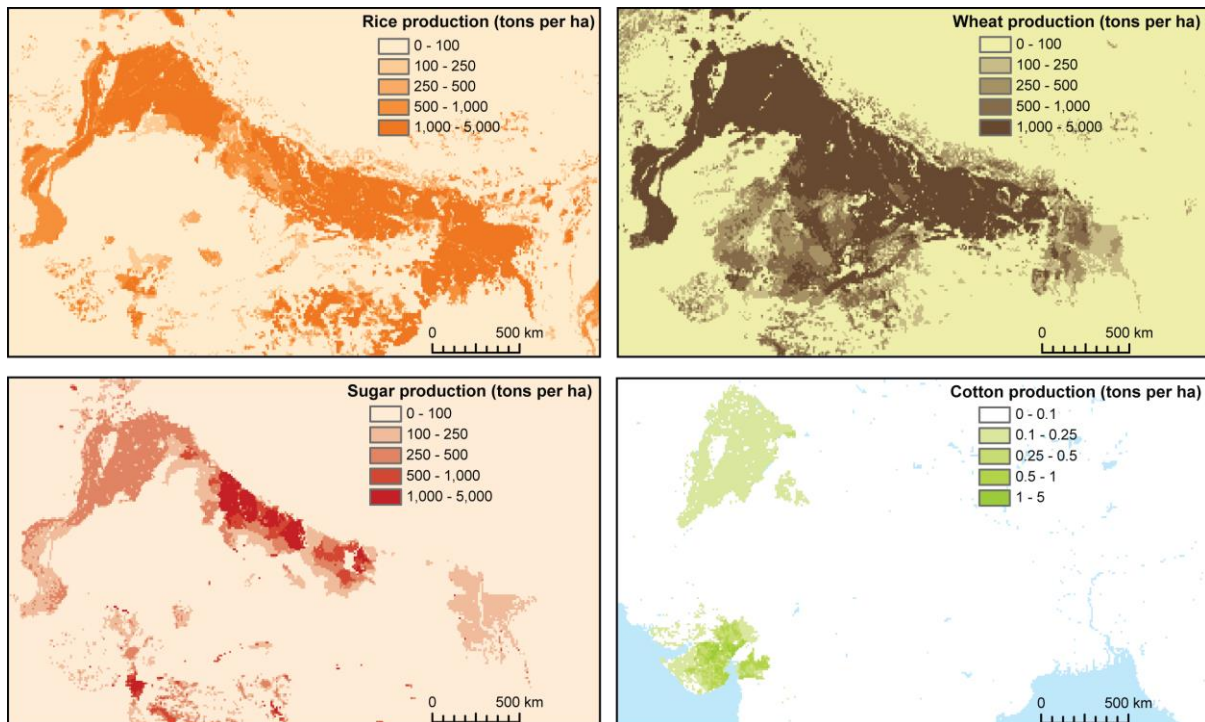 Rice production (tons per ha)
0 - 100
100 - 250
250 - 500
500 - 1,000
1,000 - 5,000
0 500 km
Wheat production (tons per ha)
0 - 100
100 - 250
250 - 500
500 - 1,000
1,000 - 5,000
0 500 km
Sugar production (tons per ha)
0 - 100
100 - 250
250 - 500
500 - 1,000
1,000 - 5,000
0 500 km
Cotton production (tons per ha)
0 - 0.1
0.1 - 0.25
0.25 - 0.5
0.5 - 1
1 - 5
0 500 km